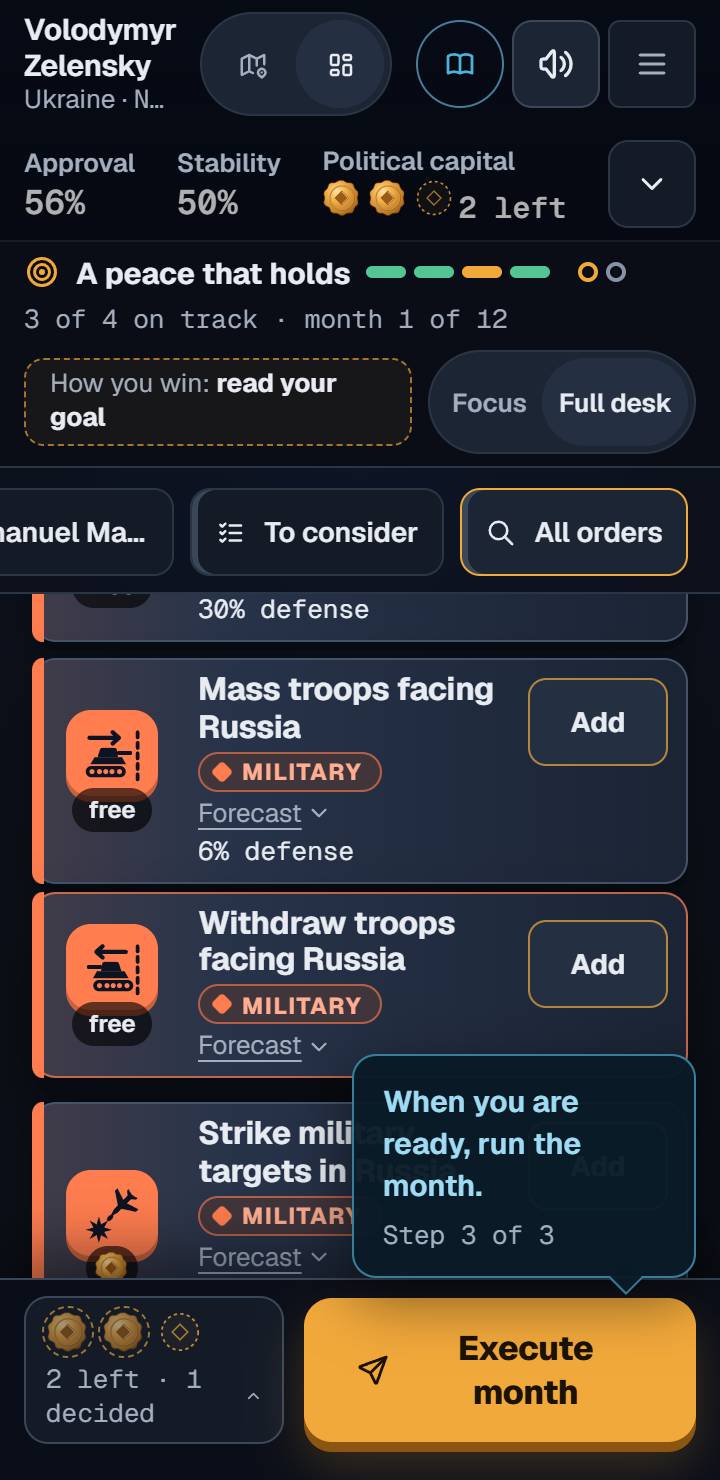 Volodymyr
Zelensky
Ukraine · N…
Approval
56%
Stability
50%
Political capital
2 left
A peace that holds
3 of 4 on track · month 1 of 12
How you win: read your
goal
Focus
Full desk
anuel Ma…
To consider
All orders
30% defense
Mass troops facing
Russia
Add
MILITARY
free
Forecast
6% defense
Withdraw troops
facing Russia
Add
MILITARY
free
Forecast
Strike military
targets in Russia
Add
MILITARY
Forecast
When you are
ready, run the
month.
Step 3 of 3
2 left · 1
decided
Execute
month